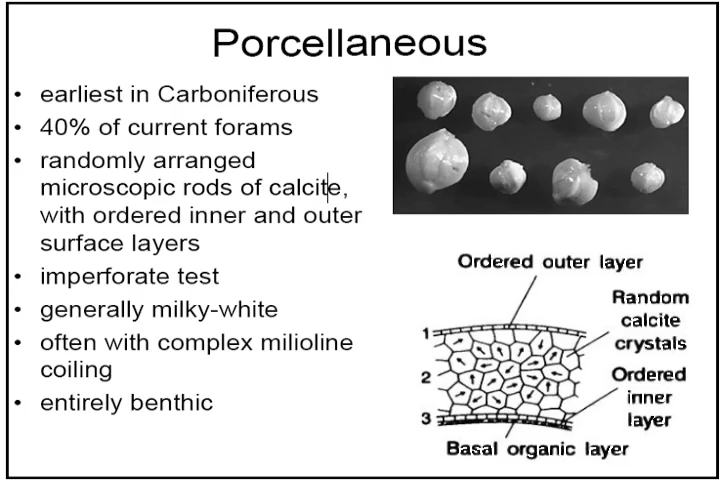 Porcellaneous
• earliest in Carboniferous
• 40% of current forams
• randomly arranged
microscopic rods of calcite,
with ordered inner and outer
surface layers
• imperforate test
• generally milky-white
• often with complex milioline
coiling
• entirely benthic
Ordered outer layer
Random
calcite
crystals
Ordered
inner
layer
1
2
3
Basal organic layer